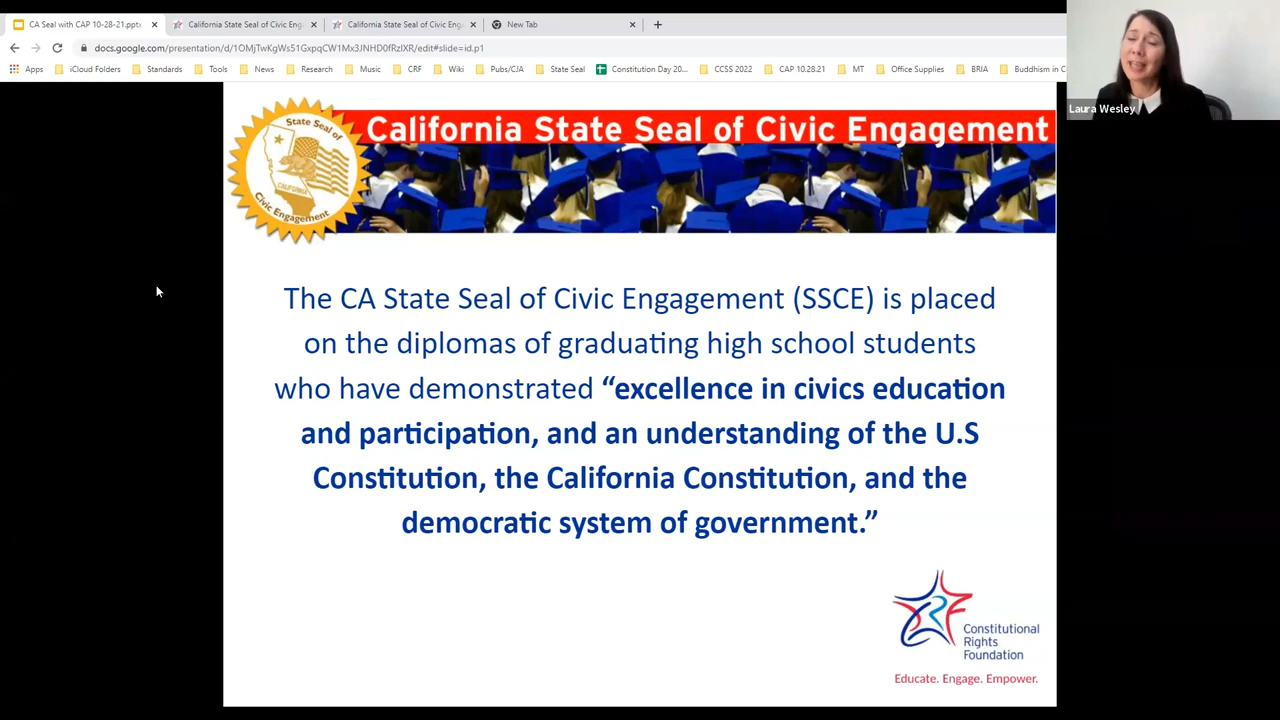 CA Seal with CAP 10-28-21.pptx
California State Seal of Civic Eng
California State Seal of Civic Eng
New Tab
docs.google.com/presentation/d/1OMjTwKgWs51GxpqCW1Mx3JNHD0fRzlXR/edit#slide=id.p1
Apps
iCloud Folders
Standards
Tools
News
Research
Music
CRF
Wiki
Pubs/CJA
State Seal
Constitution Day 20...
CCSS 2022
CAP 10.28.21
MT
Office Supplies
BRIA
Buddhism in C
Laura Wesley
State Seal of
CALIFORNIA
Civic Engagement
California State Seal of Civic Engagement
The CA State Seal of Civic Engagement (SSCE) is placed
on the diplomas of graduating high school students
who have demonstrated “excellence in civics education
and participation, and an understanding of the U.S
Constitution, the California Constitution, and the
democratic system of government.”
CRF
Constitutional
Rights
Foundation
Educate. Engage. Empower.